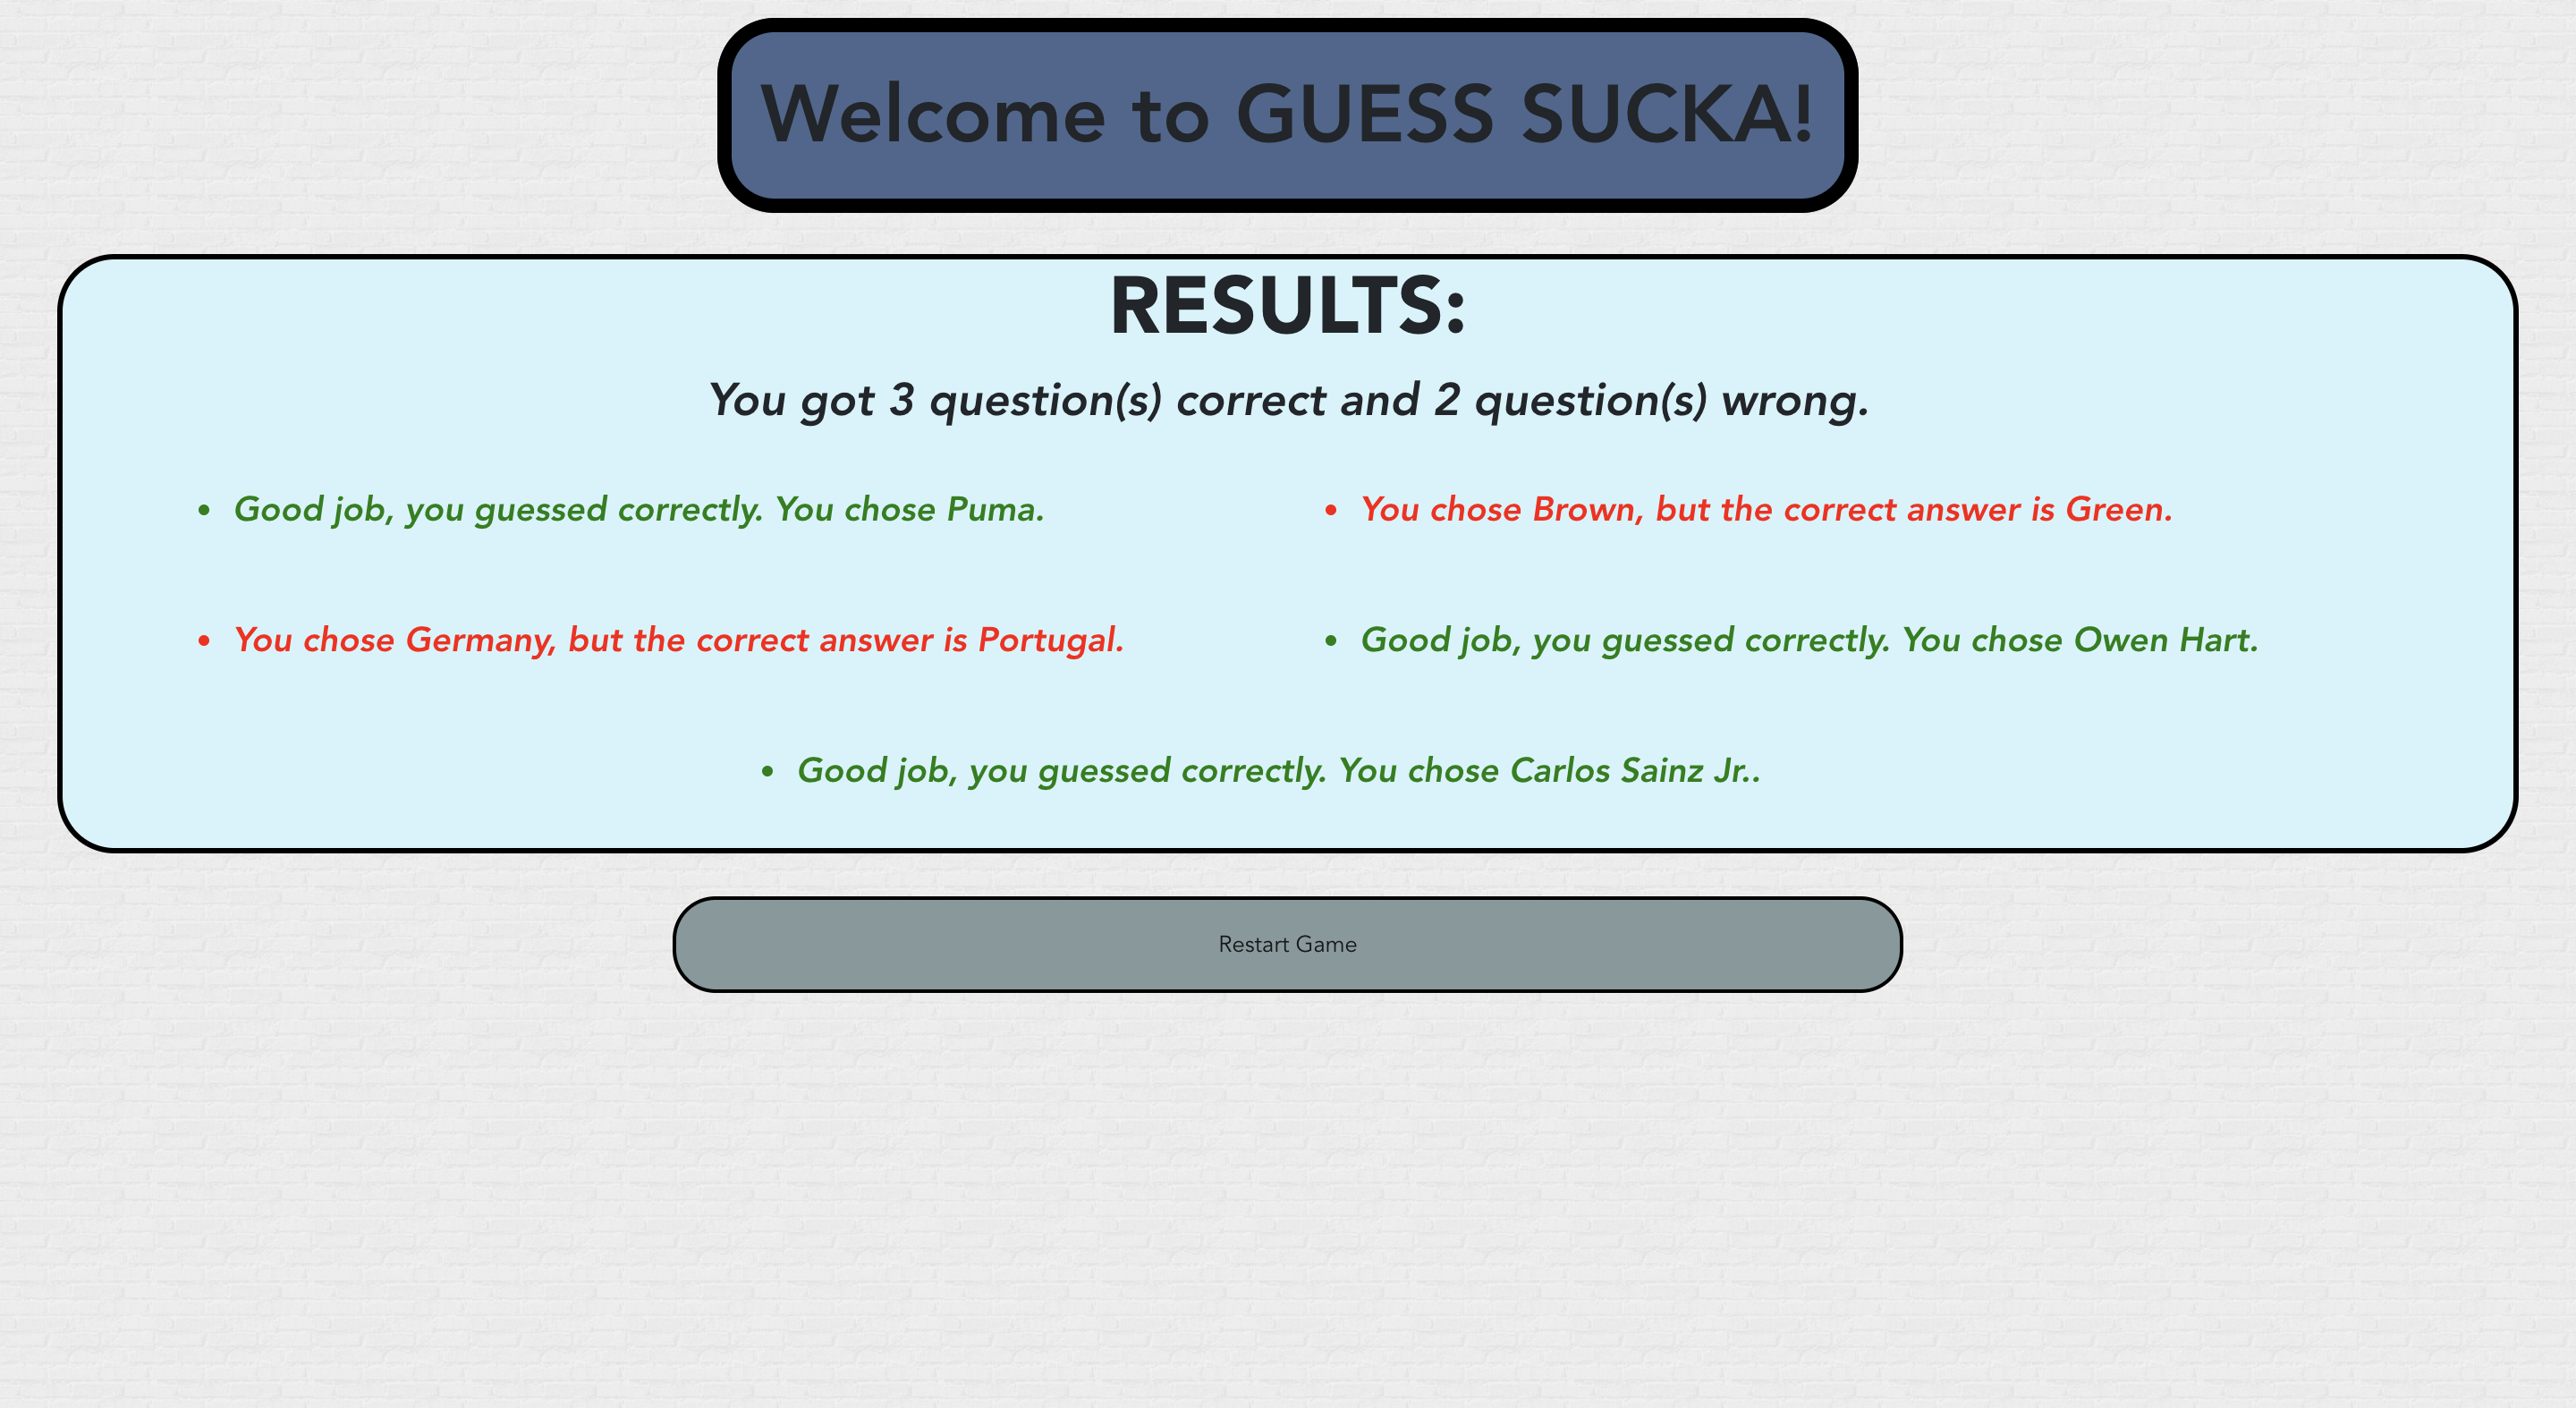 Welcome to GUESS SUCKA!
RESULTS:
You got 3 question(s) correct and 2 question(s) wrong.
Good job, you guessed correctly. You chose Puma.
You chose Brown, but the correct answer is Green.
You chose Germany, but the correct answer is Portugal.
Good job, you guessed correctly. You chose Owen Hart.
Good job, you guessed correctly. You chose Carlos Sainz Jr..
Restart Game